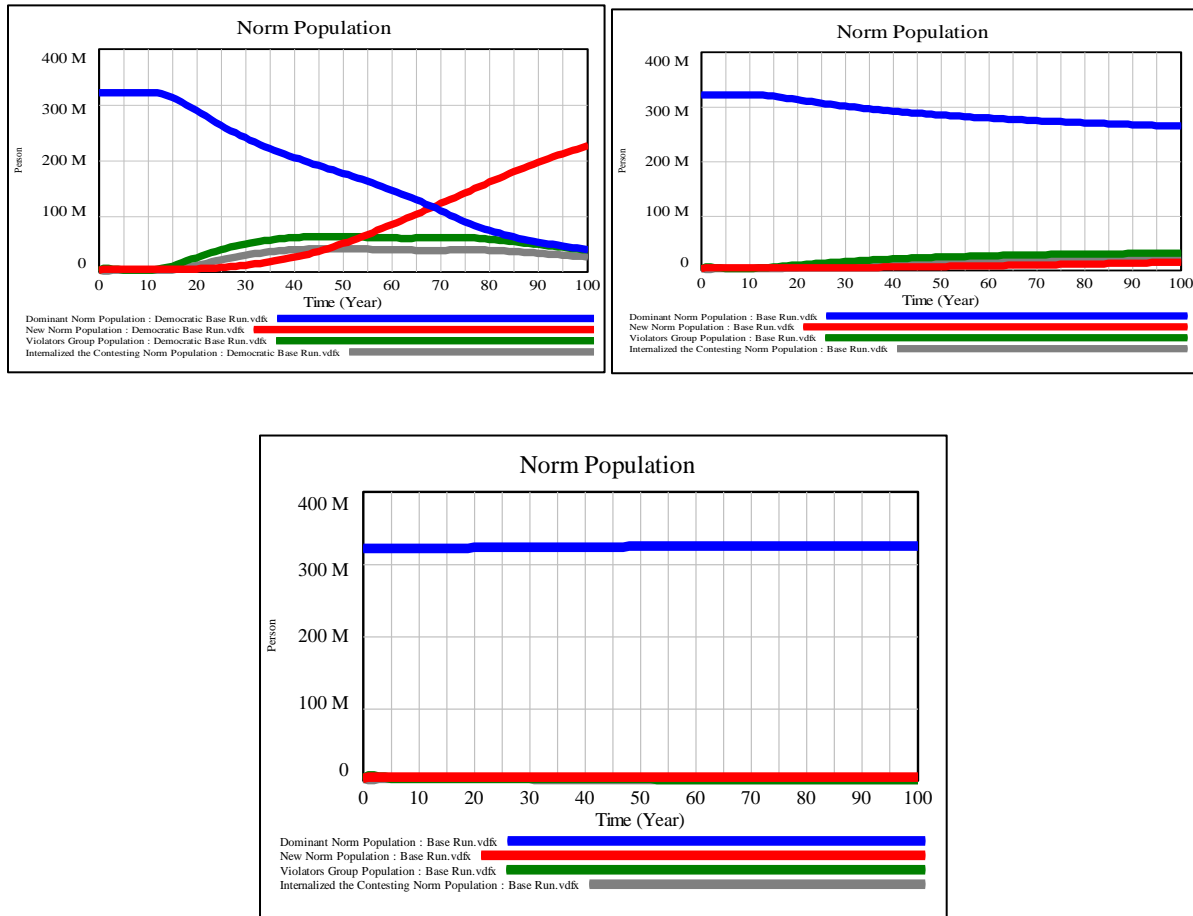 Norm Population
400 M
300 M
200 M
100 M
0
Person
0 10 20 30 40 50 60 70 80 90 100
Time (Year)
Dominant Norm Population : Democratic Base Run.vdfx
New Norm Population : Democratic Base Run.vdfx
Violators Group Population : Democratic Base Run.vdfx
Internalized the Contesting Norm Population : Democratic Base Run.vdfx
Norm Population
400 M
300 M
200 M
100 M
0
Person
0 10 20 30 40 50 60 70 80 90 100
Time (Year)
Dominant Norm Population : Base Run.vdfx
New Norm Population : Base Run.vdfx
Violators Group Population : Base Run.vdfx
Internalized the Contesting Norm Population : Base Run.vdfx
Norm Population
400 M
300 M
200 M
100 M
0
Person
0 10 20 30 40 50 60 70 80 90 100
Time (Year)
Dominant Norm Population : Base Run.vdfx
New Norm Population : Base Run.vdfx
Violators Group Population : Base Run.vdfx
Internalized the Contesting Norm Population : Base Run.vdfx